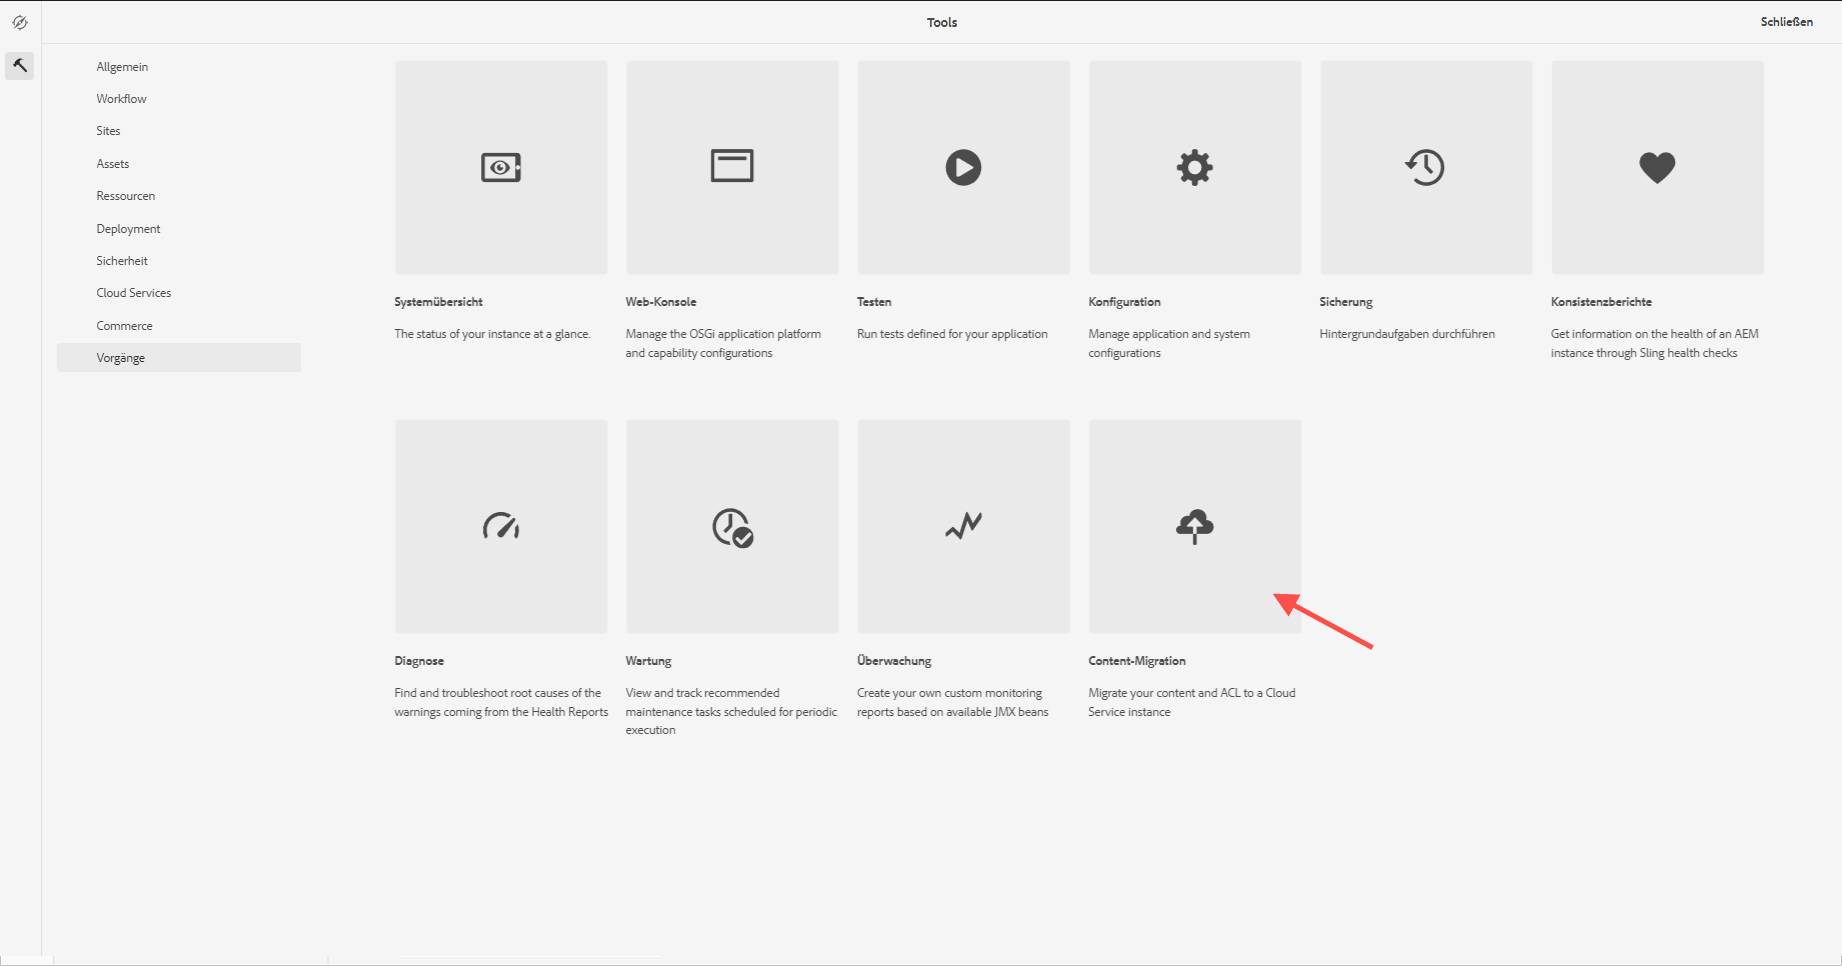 Tools
Schließen
Allgemein
Workflow
Sites
Assets
Ressourcen
Deployment
Sicherheit
Cloud Services
Commerce
Vorgänge
Systemübersicht
The status of your instance at a glance.
Web-Konsole
Manage the OSGi application platform
and capability configurations
Testen
Run tests defined for your application
Konfiguration
Manage application and system
configurations
Sicherung
Hintergrundaufgaben durchführen
Konsistenzberichte
Get information on the health of an AEM
instance through Sling health checks
Diagnose
Find and troubleshoot root causes of the
warnings coming from the Health Reports
Wartung
View and track recommended
maintenance tasks scheduled for periodic
execution
Überwachung
Create your own custom monitoring
reports based on available JMX beans
Content-Migration
Migrate your content and ACL to a Cloud
Service instance